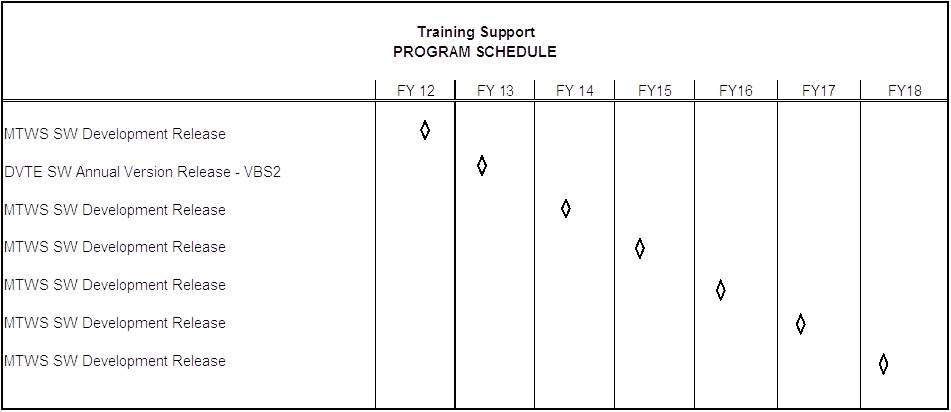 Training Support
PROGRAM SCHEDULE
FY 12 FY 13 FY 14 FY15 FY16 FY17 FY18
MTWS SW Development Release
DVTE SW Annual Version Release - VBS2
MTWS SW Development Release
MTWS SW Development Release
MTWS SW Development Release
MTWS SW Development Release
MTWS SW Development Release